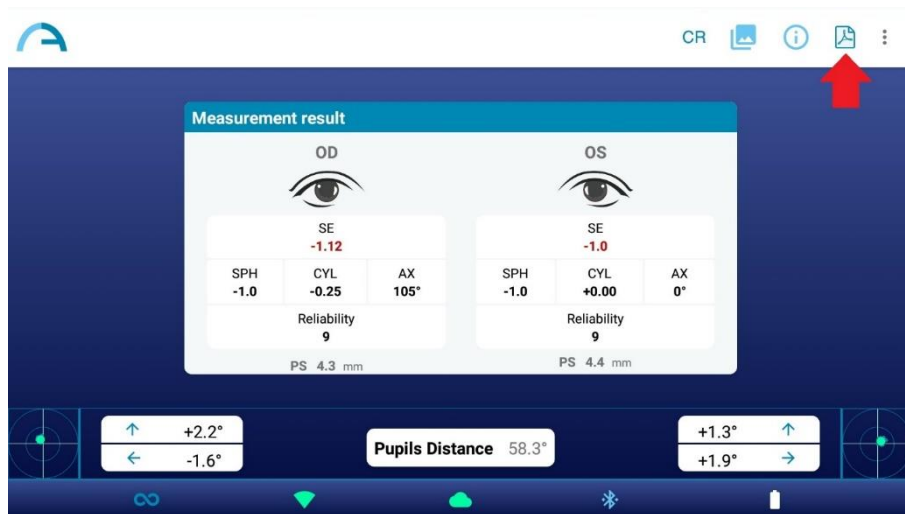 CR
Measurement result
OD OS
SE SE
-1.12 -1.0
SPH CYL AX SPH CYL AX
-1.0 -0.25 105° -1.0 +0.00 0°
Reliability Reliability
9 9
PS 4.3 mm PS 4.4 mm
+2.2° +1.3°
Pupils Distance 58.3°
-1.6° +1.9°